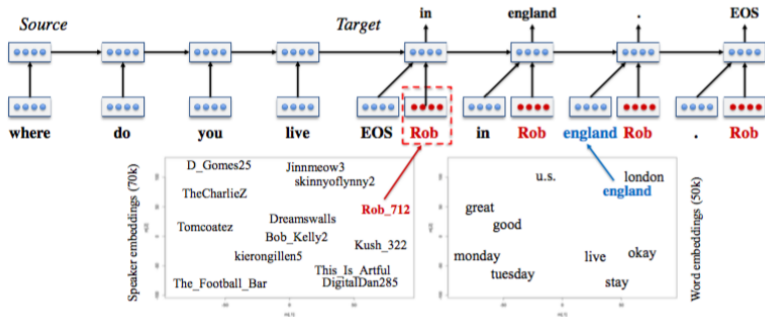 in england . EOS
Source Target
where do you live EOS Rob in Rob england Rob . Rob
Speaker embeddings (70k)
D_Gomes25
Jinnmeow3
skinnyoflynny2
TheCharlieZ
Rob_712
Tomcoatez
Dreamswalls
Bob_Kelly2
Kush_322
kierongillen5
This_Is_Artful
The_Football_Bar
DigitalDan285
u.s.
london
england
great
good
monday
live
okay
tuesday
stay
Word embeddings (50k)